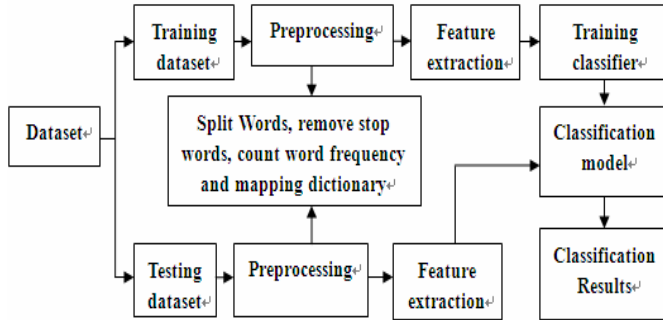 Training
dataset
Preprocessing
Feature
extraction
Training
classifier
Dataset
Split Words, remove stop
words, count word frequency
and mapping dictionary
Classification
model
Testing
dataset
Preprocessing
Feature
extraction
Classification
Results